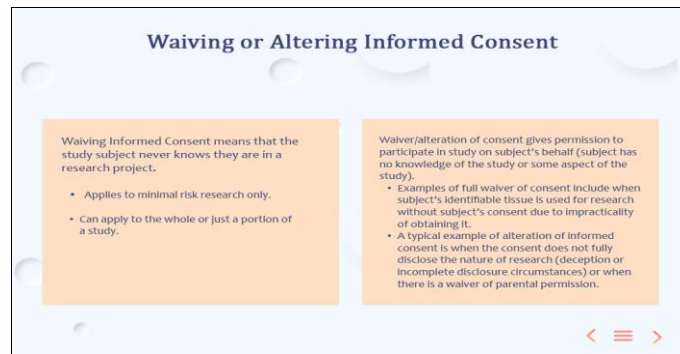 Waiving or Altering Informed Consent
Waiving Informed Consent means that the
study subject never knows they are in a
research project.
• Applies to minimal risk research only.
• Can apply to the whole or just a portion of
a study.
Waiver/alteration of consent gives permission to
participate in study on subject's behalf (subject has
no knowledge of the study or some aspect of the
study).
• Examples of full waiver of consent include when
subject's identifiable tissue is used for research
without subject's consent due to impracticality
of obtaining it.
• A typical example of alteration of informed
consent is when the consent does not fully
disclose the nature of research (deception or
incomplete disclosure circumstances) or when
there is a waiver of parental permission.